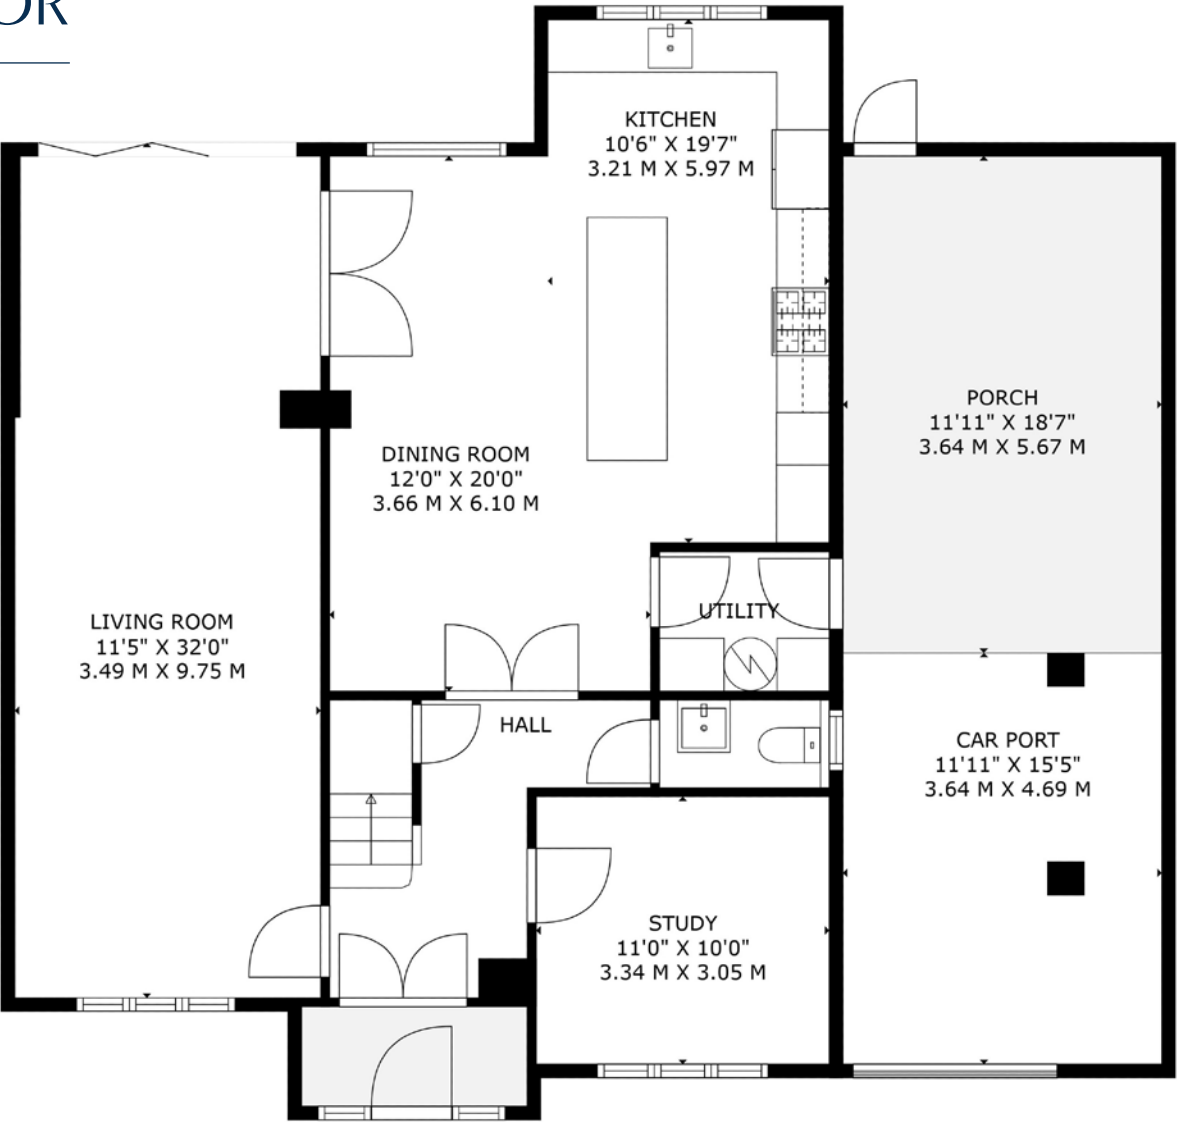 OR
KITCHEN
10'6" X 19'7"
3.21 M X 5.97 M
PORCH
11'11" X 18'7"
3.64 M X 5.67 M
DINING ROOM
12'0" X 20'0"
3.66 M X 6.10 M
LIVING ROOM
11'5" X 32'0"
3.49 M X 9.75 M
UTILITY
HALL
CAR PORT
11'11" X 15'5"
3.64 M X 4.69 M
STUDY
11'0" X 10'0"
3.34 M X 3.05 M